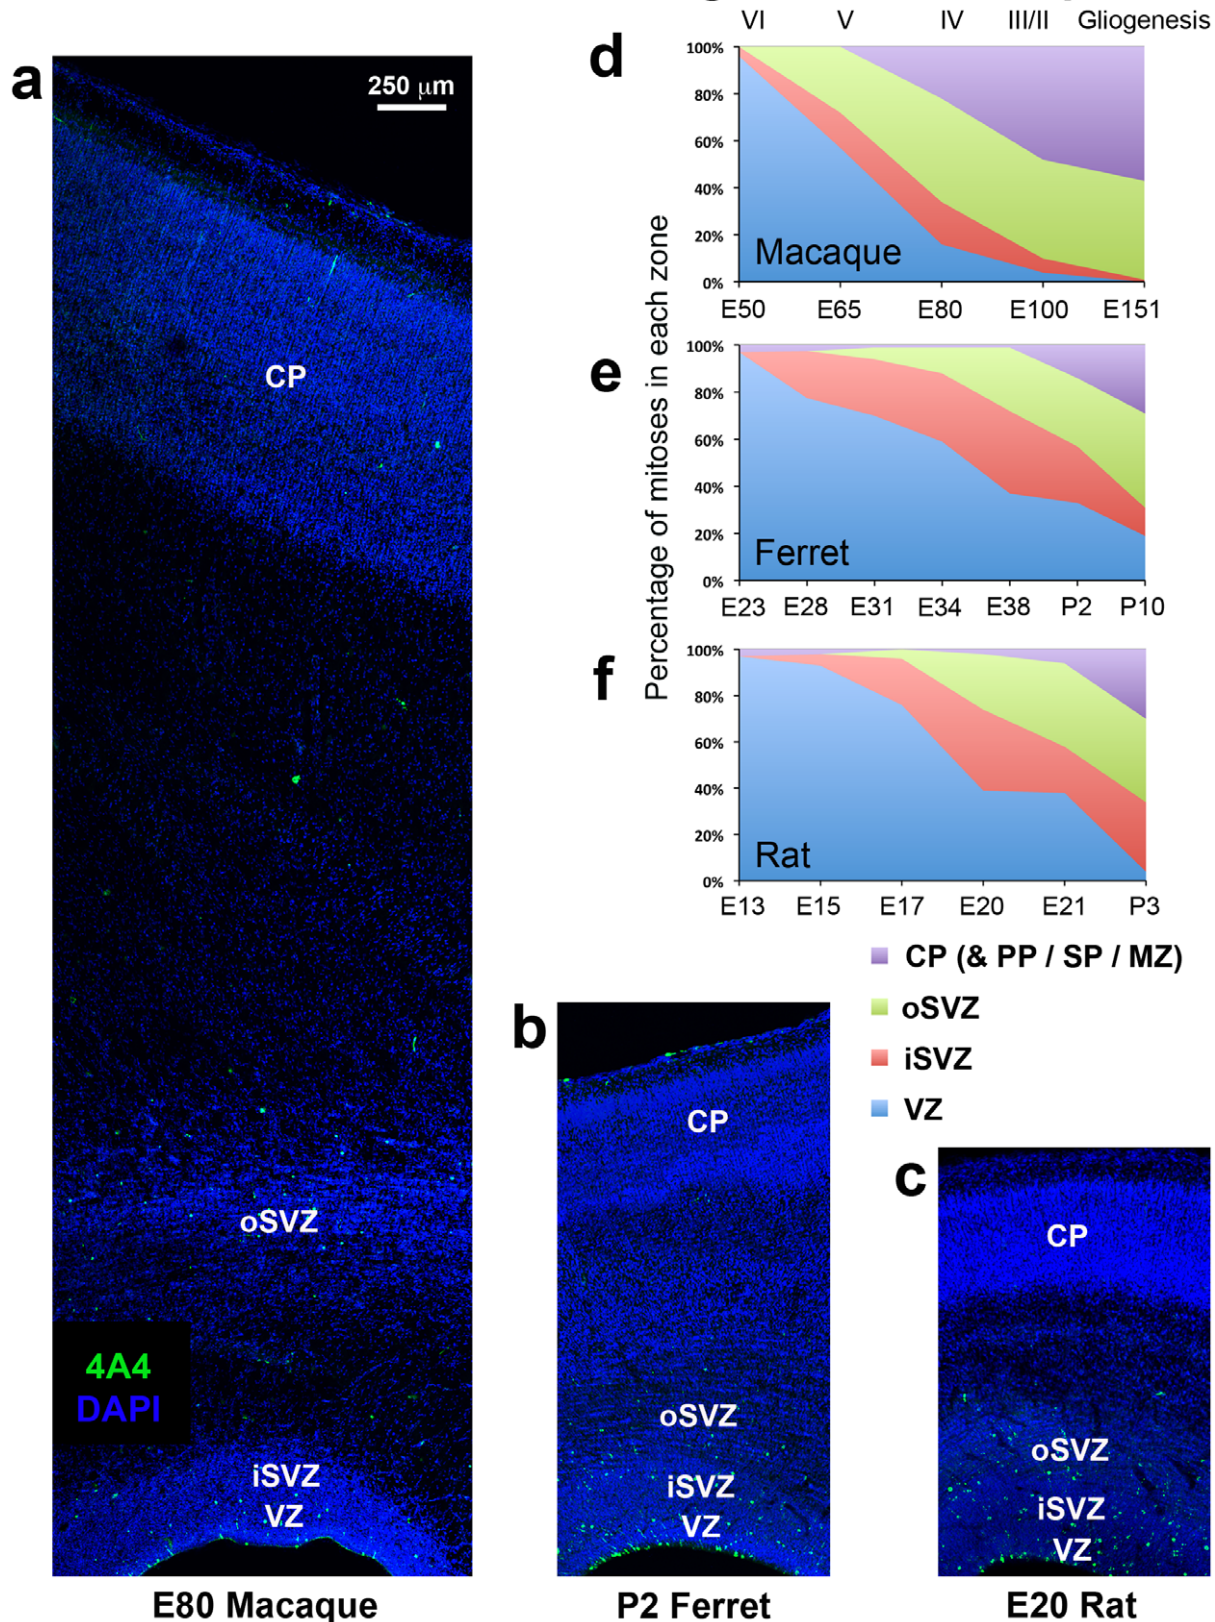 VI V IV III/II Gliogenesis
a
250 µm
CP
oSVZ
4A4
DAPI
iSVZ
VZ
E80 Macaque
d
Percentage of mitoses in each zone
100%
80%
60%
40%
20%
0%
Macaque
E50 E65 E80 E100 E151
e
100%
80%
60%
40%
20%
0%
Ferret
E23 E28 E31 E34 E38 P2 P10
f
100%
80%
60%
40%
20%
0%
Rat
E13 E15 E17 E20 E21 P3
CP (& PP / SP / MZ)
oSVZ
iSVZ
VZ
b
CP
oSVZ
iSVZ
VZ
P2 Ferret
c
CP
oSVZ
iSVZ
VZ
E20 Rat